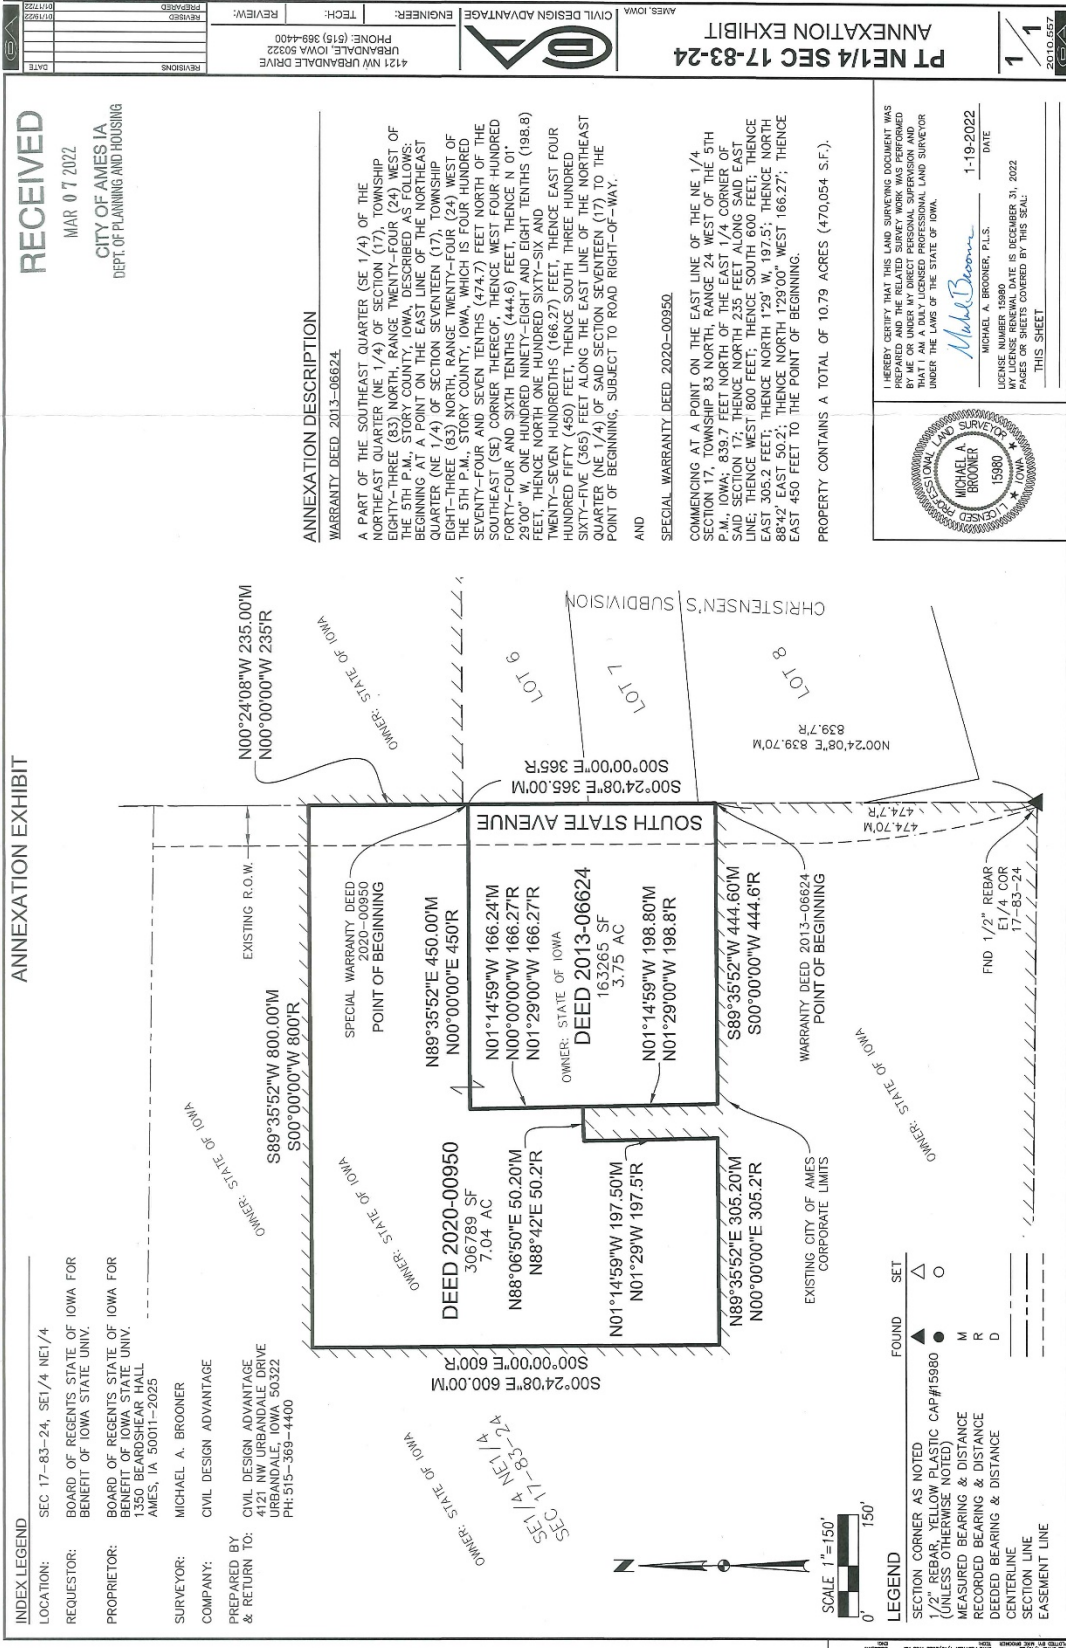 ANNEXATION EXHIBIT
INDEX LEGEND
LOCATION: SEC 17-83-24, SE1/4 NE1/4
REQUESTOR: BOARD OF REGENTS STATE OF IOWA FOR
BENEFIT OF IOWA STATE UNIV.
PROPRIETOR: BOARD OF REGENTS STATE OF IOWA FOR
BENEFIT OF IOWA STATE UNIV.
1350 BEARDSHEAR HALL
AMES, IA 50011-2025
SURVEYOR: MICHAEL A. BROONER
COMPANY: CIVIL DESIGN ADVANTAGE
PREPARED BY & RETURN TO: CIVIL DESIGN ADVANTAGE
4121 NW URBANDALE DRIVE
URBANDALE, IOWA 50322
PH: 515-369-4400
RECEIVED
MAR 07 2022
CITY OF AMES IA
DEPT. OF PLANNING AND HOUSING
EXISTING R.O.W.
N00°24'08"W 235.00'M
N00°00'00"W 235'R
OWNER: STATE OF IOWA
OWNER: STATE OF IOWA
S89°35'52"W 800.00'M
S00°00'00"W 800'R
OWNER: STATE OF IOWA
SPECIAL WARRANTY DEED
2020-00950
POINT OF BEGINNING
DEED 2020-00950
306789 SF
7.04 AC
N89°35'52"E 450.00'M
N00°00'00"E 450'R
N01°14'59"W 166.24'M
N00°00'00"W 166.27'R
N01°29'00"W 166.27'R
OWNER: STATE OF IOWA
DEED 2013-06624
163265 SF
3.75 AC
SOUTH STATE AVENUE
S00°24'08"E 365.00'M
S00°00'00"E 365'R
LOT 6
LOT 7
LOT 8
CHRISTENSEN'S SUBDIVISION
N88°06'50"E 50.20'M
N88°42'E 50.2'R
N01°14'59"W 198.80'M
N01°29'00"W 198.8'R
N01°14'59"W 197.50'M
N01°29'W 197.5'R
S00°24'08"E 600.00'M
S00°00'00"E 600'R
N89°35'52"E 305.20'M
N00°00'00"E 305.2'R
S89°35'52"W 444.60'M
S00°00'00"W 444.6'R
EXISTING CITY OF AMES
CORPORATE LIMITS
WARRANTY DEED 2013-06624
POINT OF BEGINNING
N00°24'08"E 839.70'M
839.7'R
474.70'M
474.7'R
OWNER: STATE OF IOWA
OWNER: STATE OF IOWA
SE1/4 NE1/4
SEC 17-83-24
FND 1/2" REBAR
E1/4 COR
17-83-24
N
SCALE 1"=150'
0' 150'
LEGEND
FOUND SET
SECTION CORNER AS NOTED
1/2" REBAR, YELLOW PLASTIC CAP #15980
(UNLESS OTHERWISE NOTED)
MEASURED BEARING & DISTANCE M
RECORDED BEARING & DISTANCE R
DEEDED BEARING & DISTANCE D
CENTERLINE
SECTION LINE
EASEMENT LINE
ANNEXATION DESCRIPTION
WARRANTY DEED 2013-06624
A PART OF THE SOUTHEAST QUARTER (SE 1/4) OF THE
NORTHEAST QUARTER (NE 1/4) OF SECTION (17), TOWNSHIP
EIGHTY-THREE (83) NORTH, RANGE TWENTY-FOUR (24) WEST OF
THE 5TH P.M., STORY COUNTY, IOWA, DESCRIBED AS FOLLOWS:
BEGINNING AT A POINT ON THE EAST LINE OF THE NORTHEAST
QUARTER (NE 1/4) OF SECTION SEVENTEEN (17), TOWNSHIP
EIGHT-THREE (83) NORTH, RANGE TWENTY-FOUR (24) WEST OF
THE 5TH P.M., STORY COUNTY, IOWA, WHICH IS FOUR HUNDRED
SEVENTY-FOUR AND SEVEN TENTHS (474.7) FEET NORTH OF THE
SOUTHEAST (SE) CORNER THEREOF, THENCE WEST FOUR HUNDRED
FORTY-FOUR AND SIXTH TENTHS (444.6) FEET, THENCE N 01°
29'00" W, ONE HUNDRED NINETY-EIGHT AND EIGHT TENTHS (198.8)
FEET, THENCE NORTH ONE HUNDRED SIXTY-SIX AND
TWENTY-SEVEN HUNDREDTHS (166.27) FEET, THENCE EAST FOUR
HUNDRED FIFTY (450) FEET, THENCE SOUTH THREE HUNDRED
SIXTY-FIVE (365) FEET ALONG THE EAST LINE OF THE NORTHEAST
QUARTER (NE 1/4) OF SAID SECTION SEVENTEEN (17) TO THE
POINT OF BEGINNING, SUBJECT TO ROAD RIGHT-OF-WAY.
AND
SPECIAL WARRANTY DEED 2020-00950
COMMENCING AT A POINT ON THE EAST LINE OF THE NE 1/4
SECTION 17, TOWNSHIP 83 NORTH, RANGE 24 WEST OF THE 5TH
P.M., IOWA; 839.7 FEET NORTH OF THE EAST 1/4 CORNER OF
SAID SECTION 17; THENCE NORTH 235 FEET ALONG SAID EAST
LINE; THENCE WEST 800 FEET; THENCE SOUTH 600 FEET; THENCE
EAST 305.2 FEET; THENCE NORTH 1°29' W, 197.5'; THENCE NORTH
88°42' EAST 50.2'; THENCE NORTH 1°29'00" WEST 166.27'; THENCE
EAST 450 FEET TO THE POINT OF BEGINNING.
PROPERTY CONTAINS A TOTAL OF 10.79 ACRES (470,054 S.F.).
LICENSED PROFESSIONAL LAND SURVEYOR
MICHAEL A.
BROONER
15980
IOWA
I HEREBY CERTIFY THAT THIS LAND SURVEYING DOCUMENT WAS
PREPARED AND THE RELATED SURVEY WORK WAS PERFORMED
BY ME OR UNDER MY DIRECT PERSONAL SUPERVISION AND
THAT I AM A DULY LICENSED PROFESSIONAL LAND SURVEYOR
UNDER THE LAWS OF THE STATE OF IOWA.
1-19-2022
MICHAEL A. BROONER, P.L.S. DATE
LICENSE NUMBER 15980
MY LICENSE RENEWAL DATE IS DECEMBER 31, 2022
PAGES OR SHEETS COVERED BY THIS SEAL:
THIS SHEET
DATE REVISIONS
01/19/22 REVISED
01/17/22 PREPARED
4121 NW URBANDALE DRIVE
URBANDALE, IOWA 50322
PHONE: (515) 369-4400
ENGINEER: TECH: REVIEW:
CIVIL DESIGN ADVANTAGE
AMES, IOWA
PT NE1/4 SEC 17-83-24
ANNEXATION EXHIBIT
1/1
2010.557